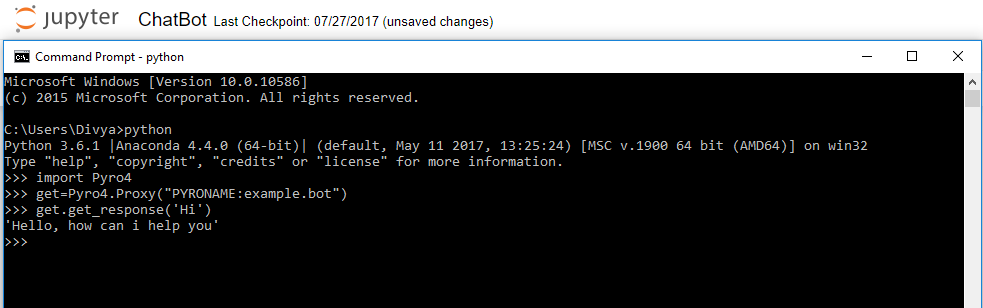 jupyter ChatBot Last Checkpoint: 07/27/2017 (unsaved changes)
Command Prompt - python
Microsoft Windows [Version 10.0.10586]
(c) 2015 Microsoft Corporation. All rights reserved.
C:\Users\Divya>python
Python 3.6.1 |Anaconda 4.4.0 (64-bit)| (default, May 11 2017, 13:25:24) [MSC v.1900 64 bit (AMD64)] on win32
Type "help", "copyright", "credits" or "license" for more information.
>>> import Pyro4
>>> get=Pyro4.Proxy("PYRONAME:example.bot")
>>> get.get_response('Hi')
'Hello, how can i help you'
>>>